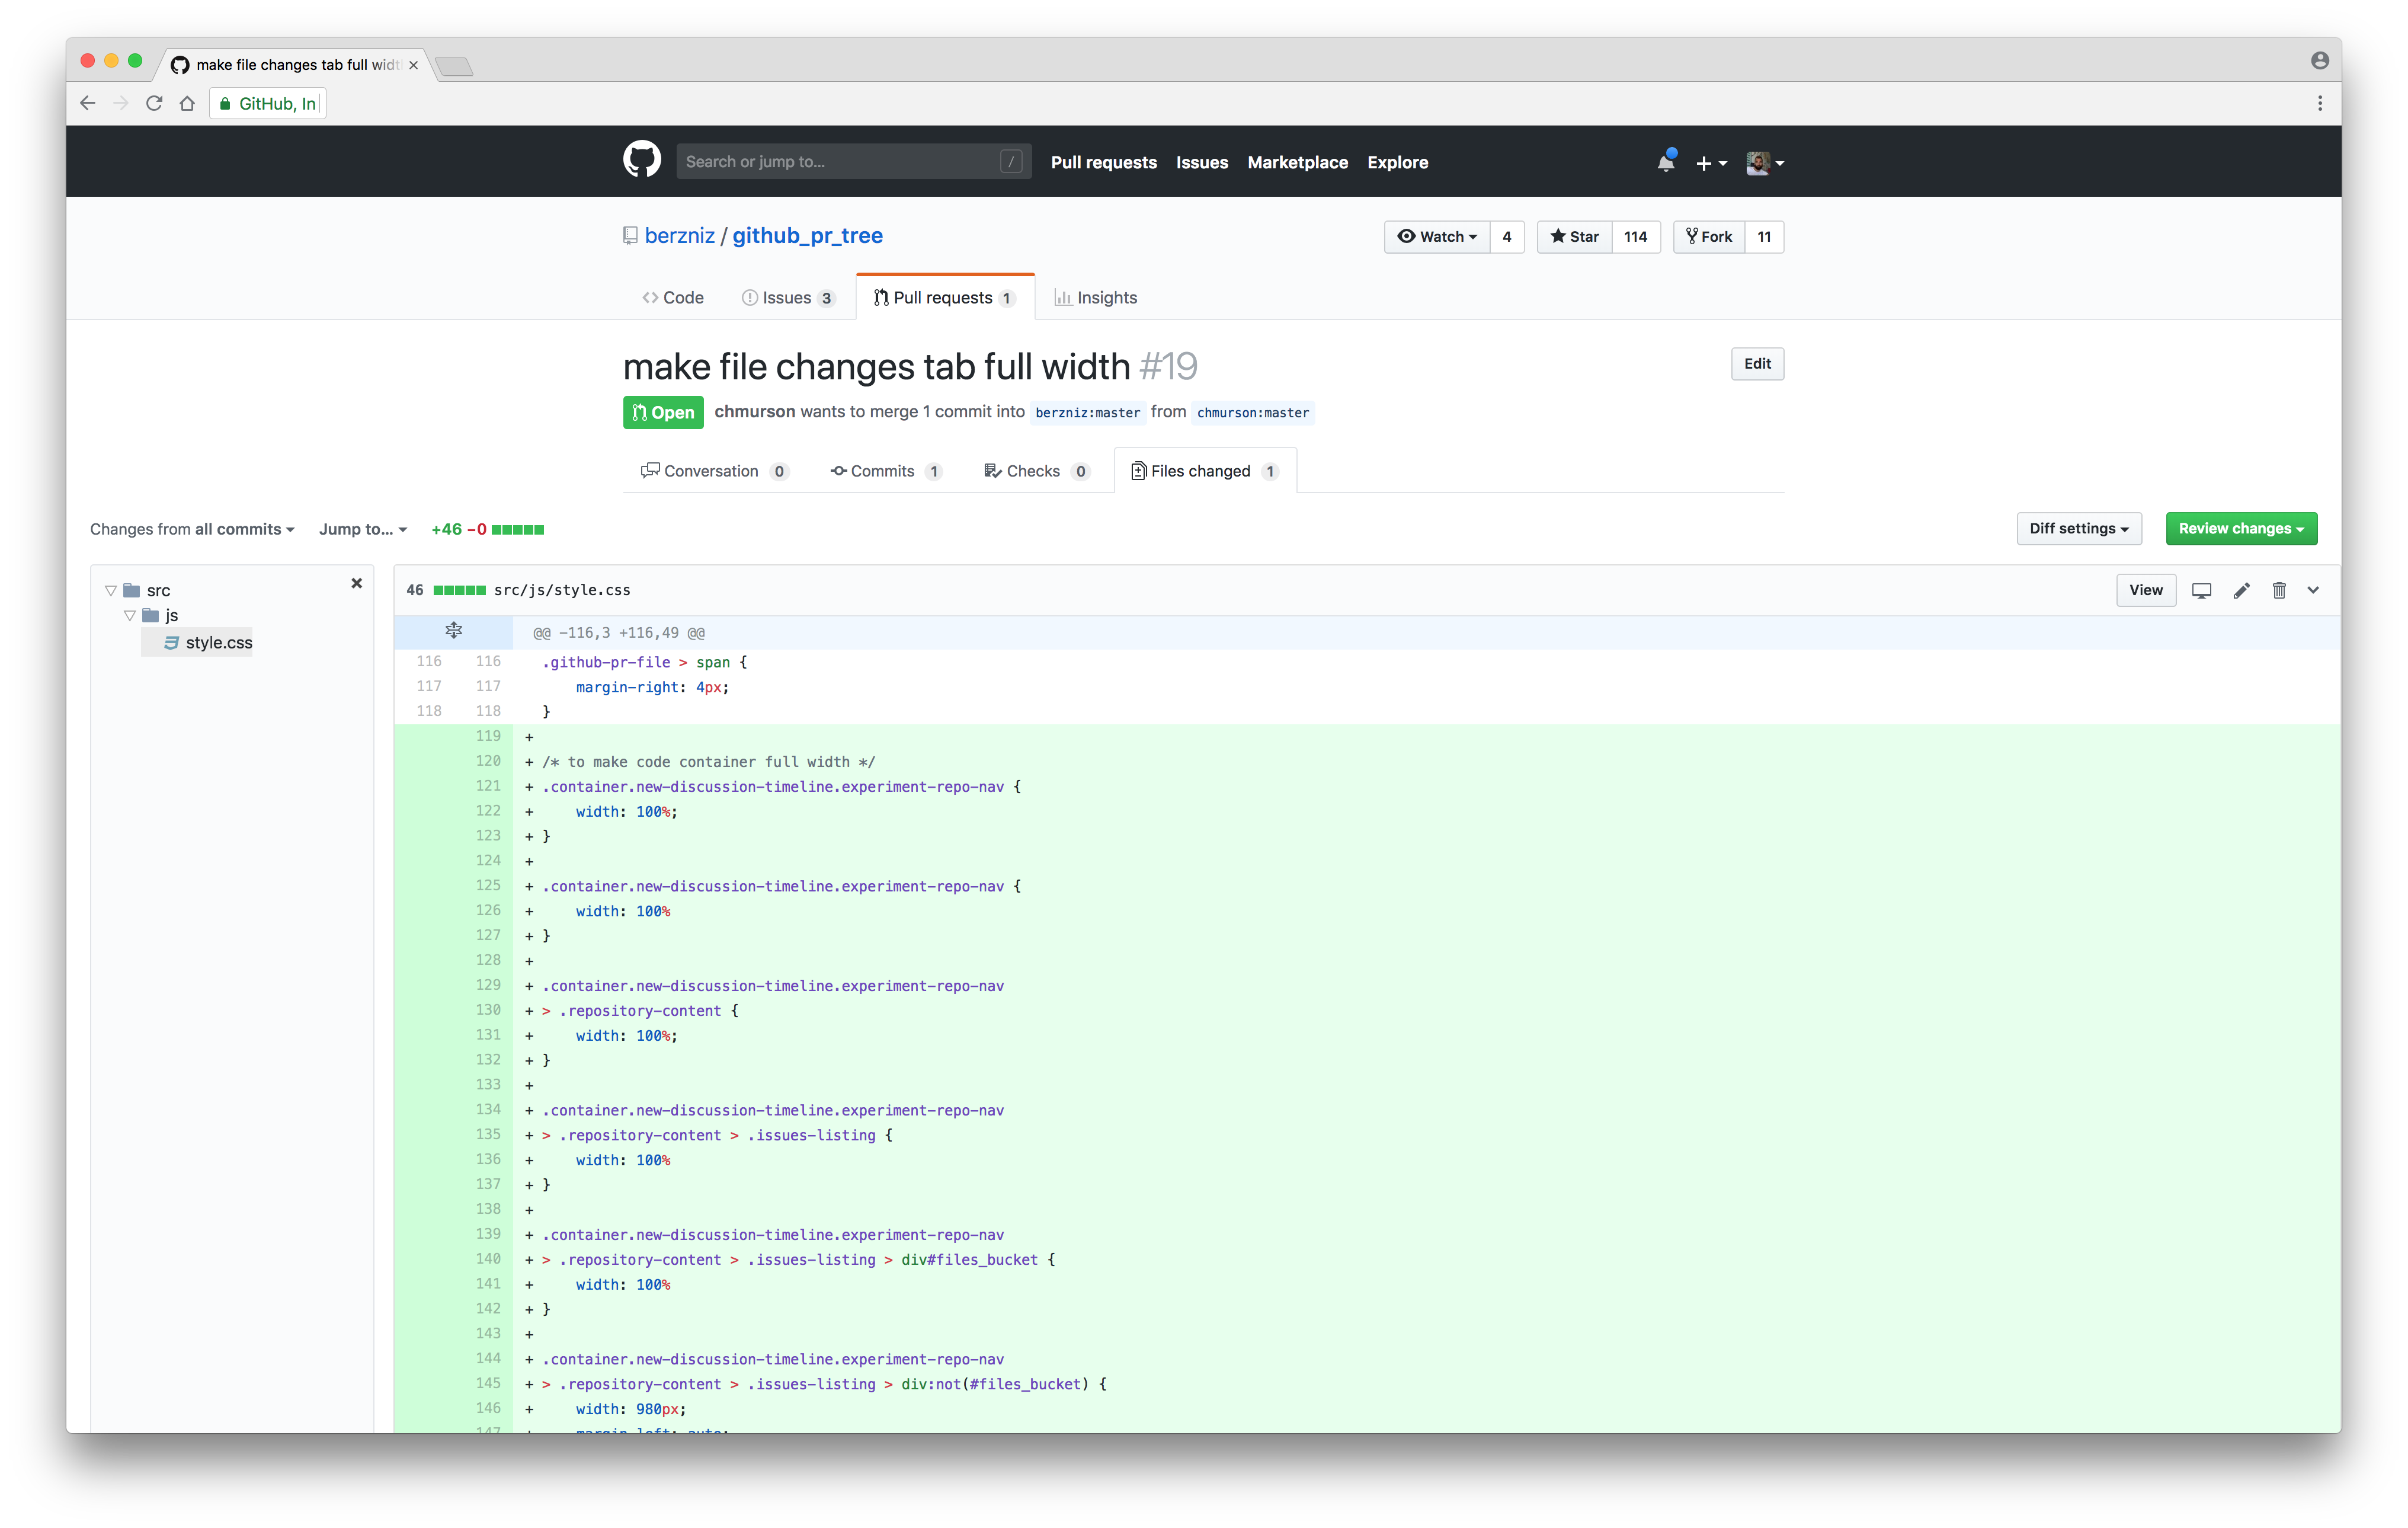 make file changes tab full widt
GitHub, In
Search or jump to... /
Pull requests Issues Marketplace Explore
berzniz / github_pr_tree
Watch 4 Star 114 Fork 11
Code Issues 3 Pull requests 1 Insights
make file changes tab full width #19
Edit
Open chmurson wants to merge 1 commit into berzniz:master from chmurson:master
Conversation 0 Commits 1 Checks 0 Files changed 1
Changes from all commits Jump to... +46 −0
Diff settings Review changes
src
js
style.css
46 src/js/style.css View
@@ -116,3 +116,49 @@
116 116 .github-pr-file > span {
117 117 margin-right: 4px;
118 118 }
119 +
120 + /* to make code container full width */
121 + .container.new-discussion-timeline.experiment-repo-nav {
122 + width: 100%;
123 + }
124 +
125 + .container.new-discussion-timeline.experiment-repo-nav {
126 + width: 100%
127 + }
128 +
129 + .container.new-discussion-timeline.experiment-repo-nav
130 + > .repository-content {
131 + width: 100%;
132 + }
133 +
134 + .container.new-discussion-timeline.experiment-repo-nav
135 + > .repository-content > .issues-listing {
136 + width: 100%
137 + }
138 +
139 + .container.new-discussion-timeline.experiment-repo-nav
140 + > .repository-content > .issues-listing > div#files_bucket {
141 + width: 100%
142 + }
143 +
144 + .container.new-discussion-timeline.experiment-repo-nav
145 + > .repository-content > .issues-listing > div:not(#files_bucket) {
146 + width: 980px;
147 + margin-left: auto;